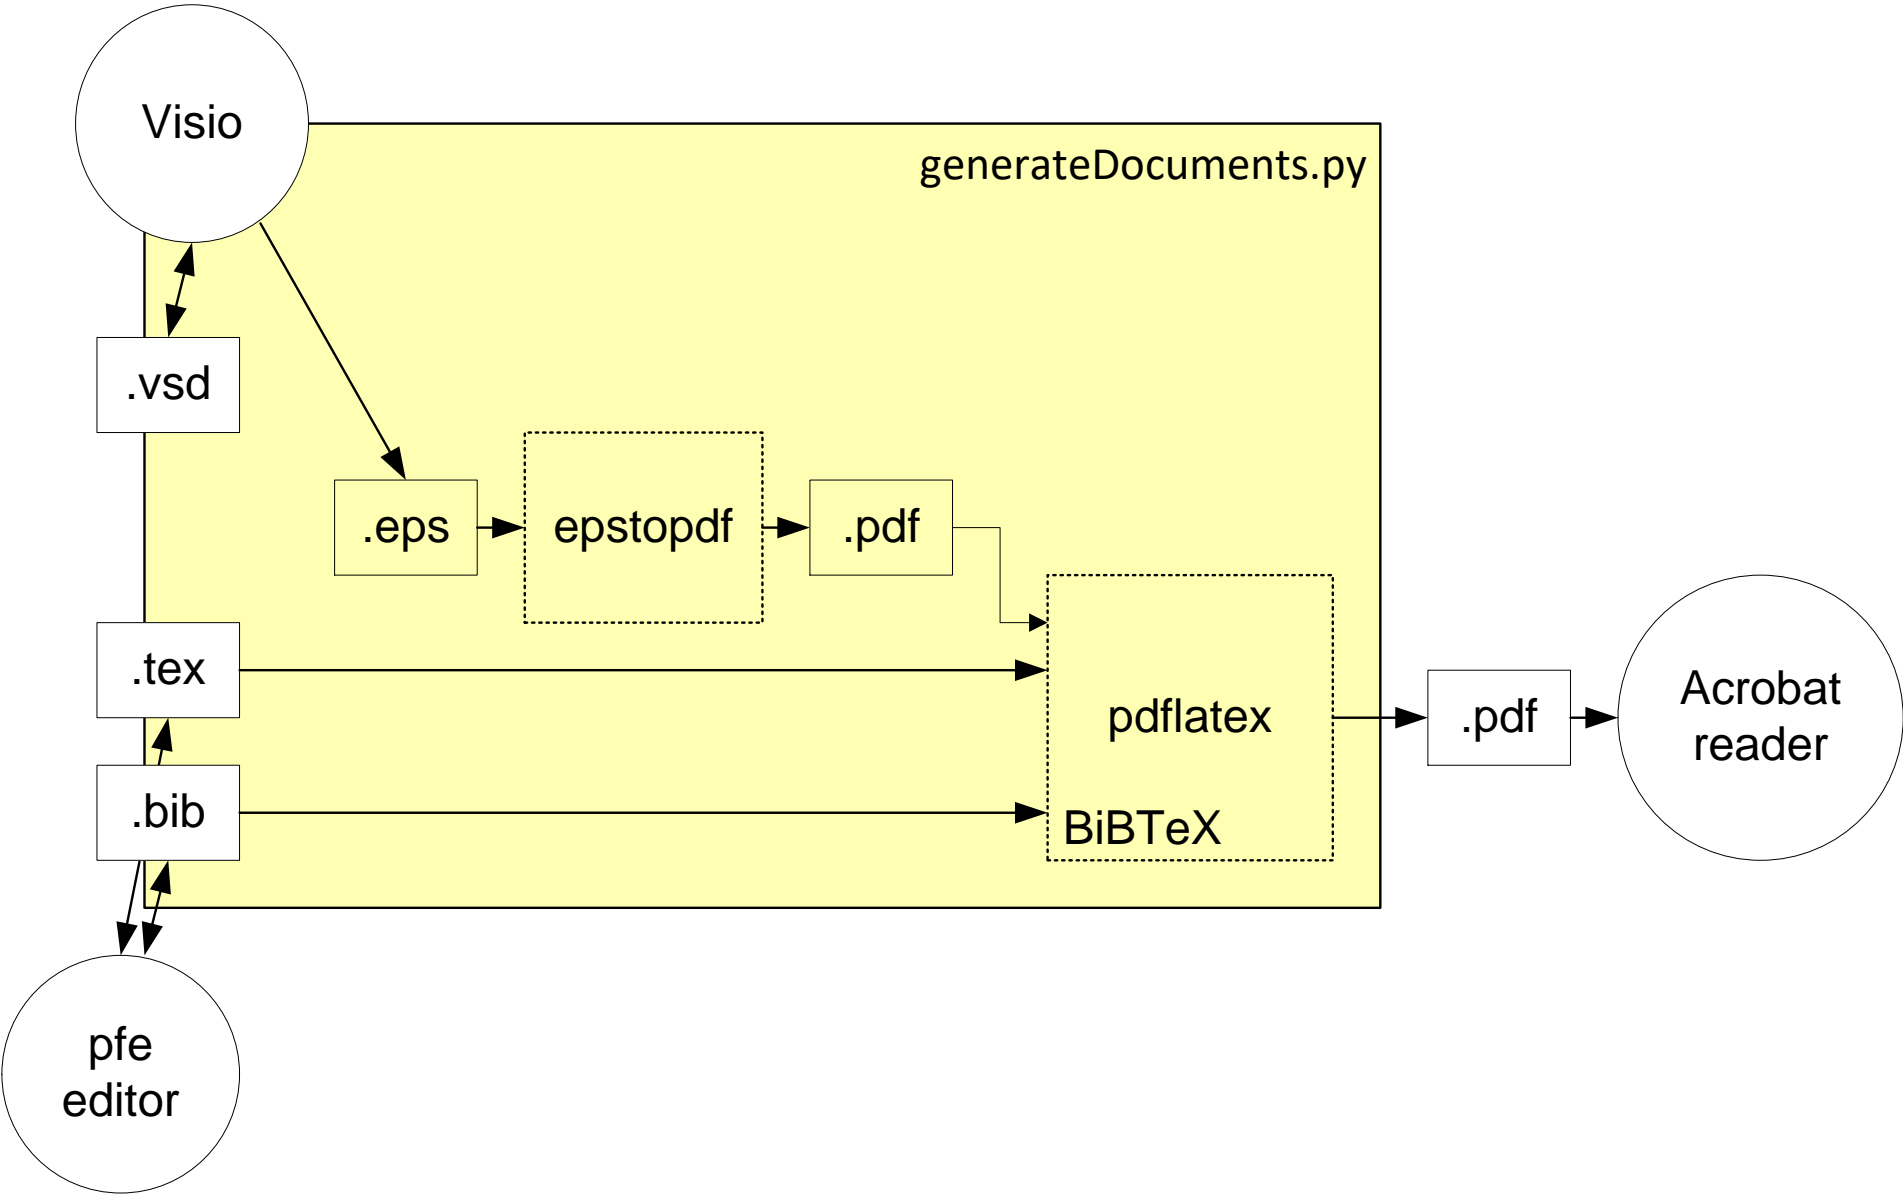 Visio
generateDocuments.py
.vsd
.eps
epstopdf
.pdf
.tex
pdflatex
.pdf
Acrobat
reader
.bib
BiBTeX
pfe
editor